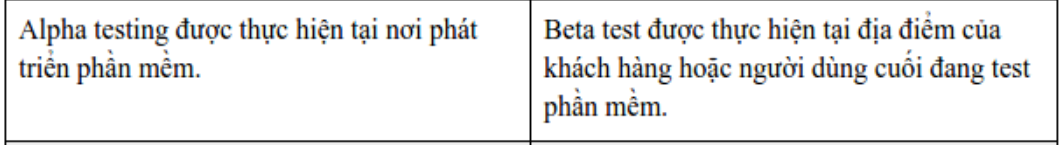 Alpha testing được thực hiện tại nơi phát
triển phần mềm.
Beta test được thực hiện tại địa điểm của
khách hàng hoặc người dùng cuối đang test
phần mềm.